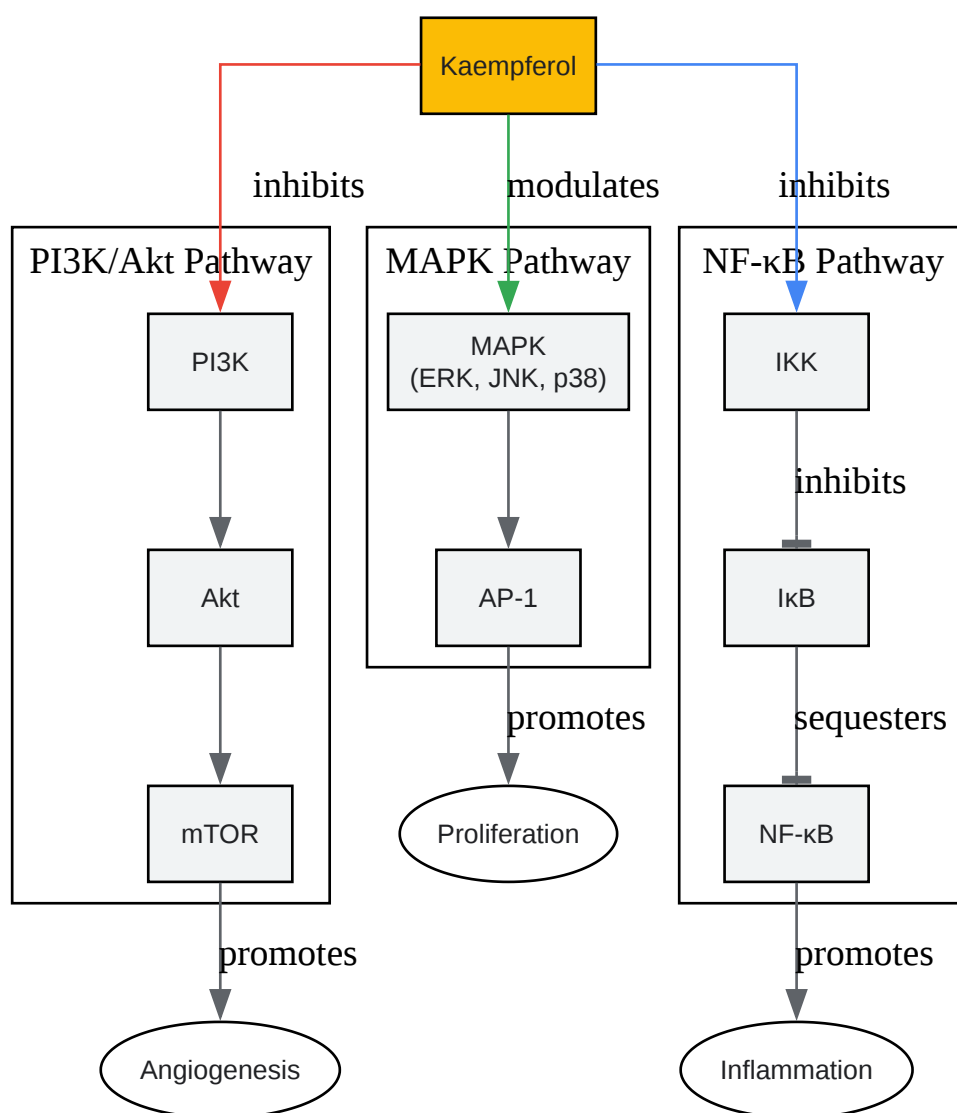 Kaempferol
inhibits
modulates
inhibits
PI3K/Akt Pathway
MAPK Pathway
NF-κB Pathway
PI3K
MAPK
(ERK, JNK, p38)
IKK
inhibits
Akt
AP-1
IκB
promotes
sequesters
mTOR
Proliferation
NF-κB
promotes
promotes
Angiogenesis
Inflammation